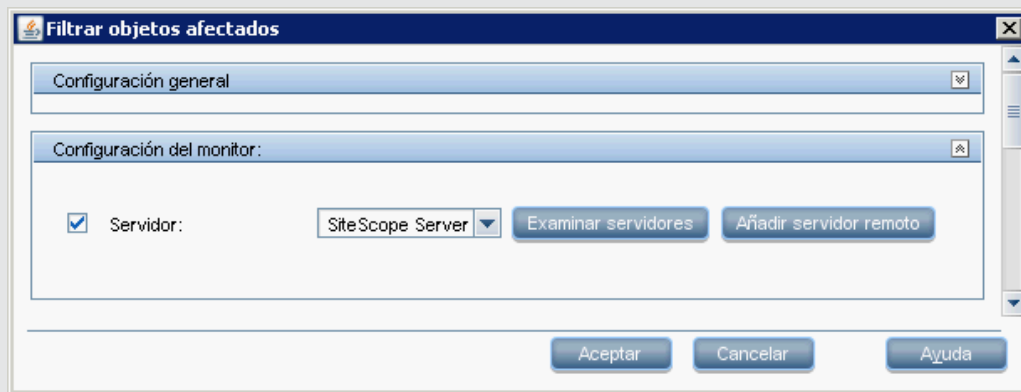 Filtrar objetos afectados
Configuración general
Configuración del monitor:
Servidor: SiteScope Server Examinar servidores Añadir servidor remoto
Aceptar Cancelar Ayuda